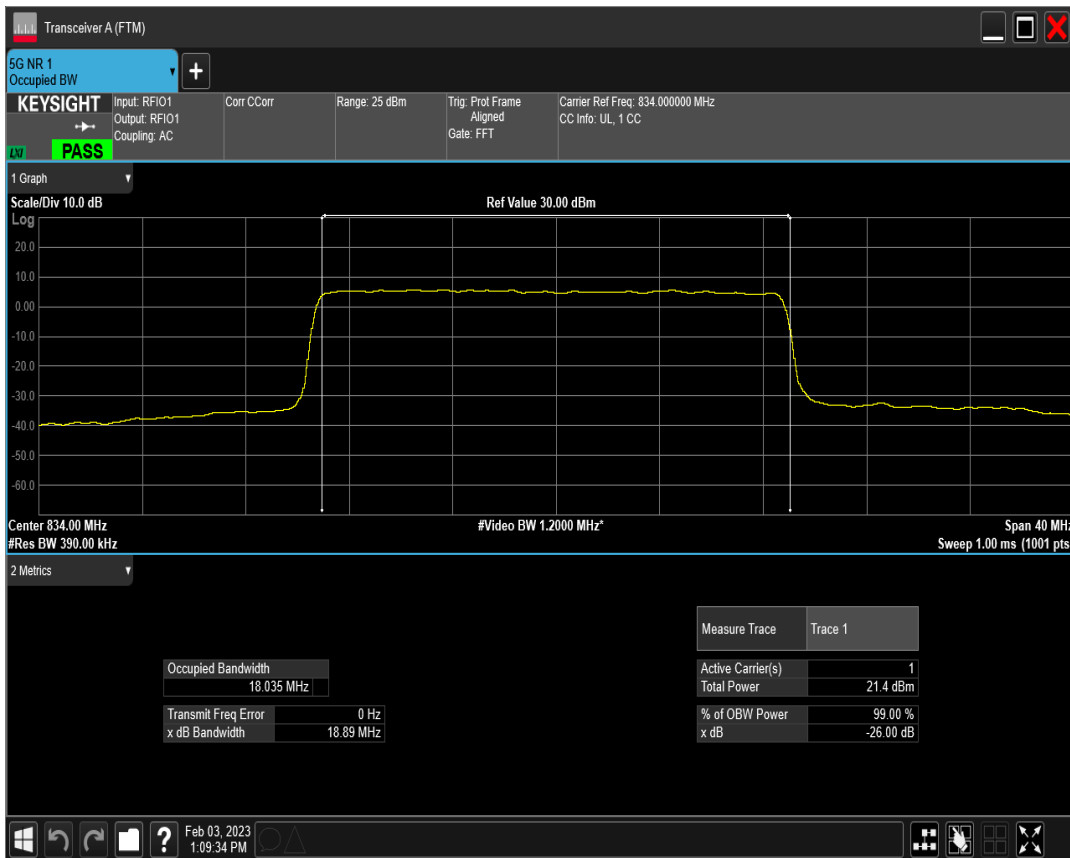 Transceiver A (FTM)
5G NR 1
Occupied BW
+
KEYSIGHT
LXI
PASS
Input: RFIO1
Output: RFIO1
Coupling: AC
Corr CCorr
Range: 25 dBm
Trig: Prot Frame
Aligned
Gate: FFT
Carrier Ref Freq: 834.000000 MHz
CC Info: UL, 1 CC
1 Graph
Scale/Div 10.0 dB
Ref Value 30.00 dBm
Log
20.0
10.0
0.00
-10.0
-20.0
-30.0
-40.0
-50.0
-60.0
Center 834.00 MHz
#Video BW 1.2000 MHz*
Span 40 MHz
#Res BW 390.00 kHz
Sweep 1.00 ms (1001 pts
2 Metrics
Measure Trace Trace 1
Occupied Bandwidth
18.035 MHz
Active Carrier(s) 1
Total Power 21.4 dBm
Transmit Freq Error 0 Hz
x dB Bandwidth 18.89 MHz
% of OBW Power 99.00 %
x dB -26.00 dB
?
Feb 03, 2023
1:09:34 PM